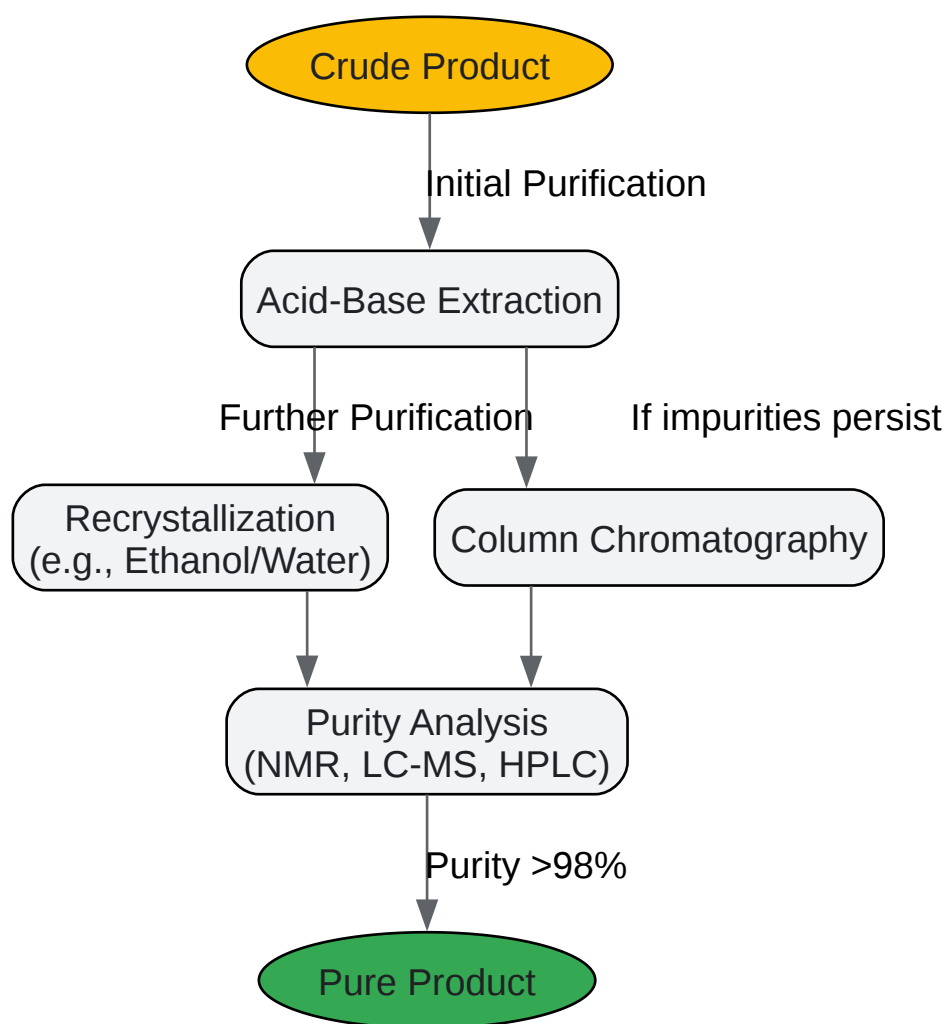 Crude Product
Initial Purification
Acid-Base Extraction
Further Purification
If impurities persist
Recrystallization
(e.g., Ethanol/Water)
Column Chromatography
Purity Analysis
(NMR, LC-MS, HPLC)
Purity >98%
Pure Product